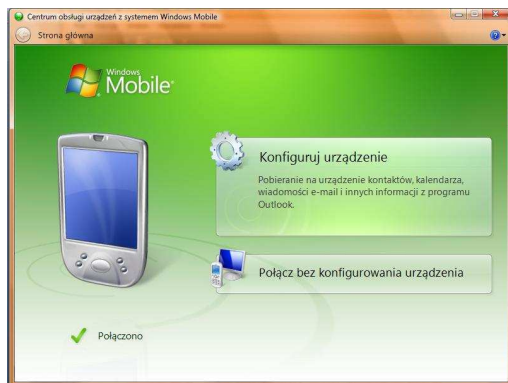 Centrum obsługi urządzeń z systemem Windows Mobile
Strona główna
Windows
Mobile
Konfiguruj urządzenie
Pobieranie na urządzenie kontaktów, kalendarza,
wiadomości e-mail i innych informacji z programu
Outlook.
Połącz bez konfigurowania urządzenia
Połączono